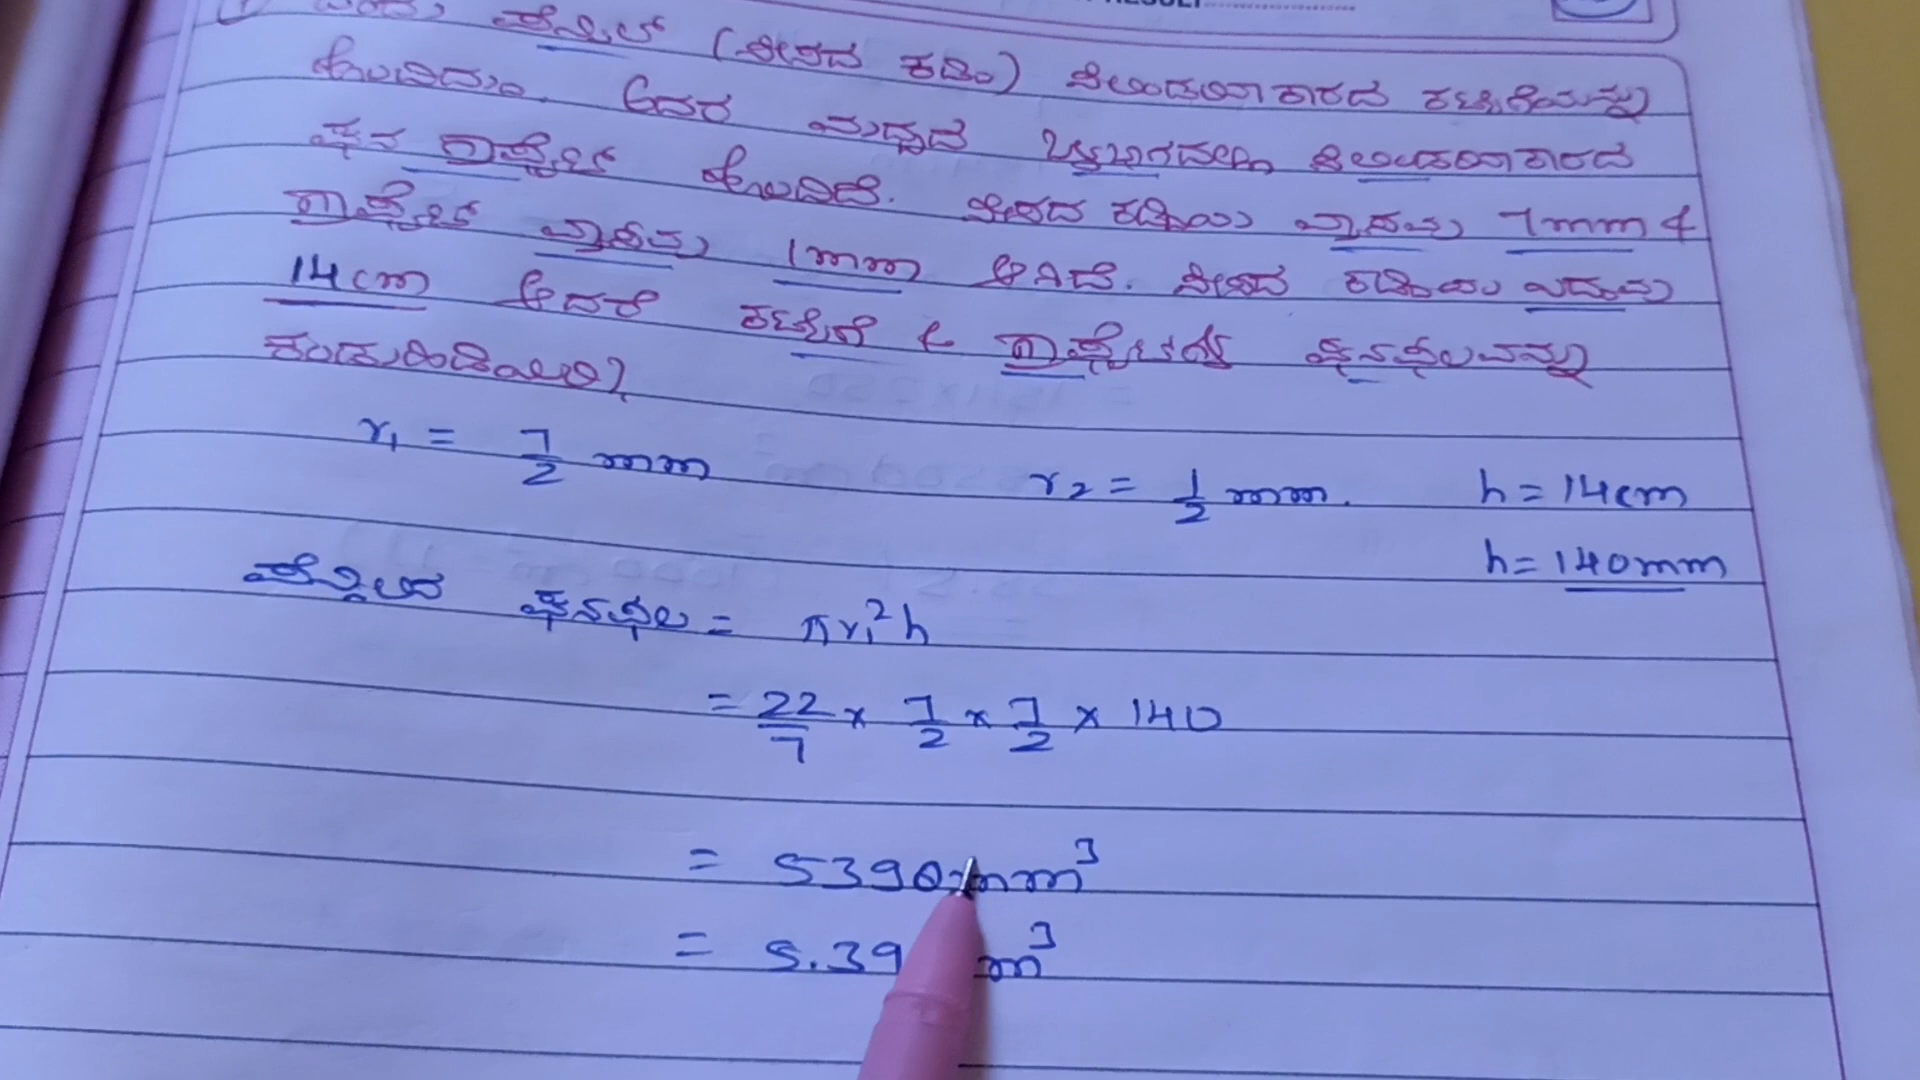 ಪೆನ್ಸಿಲ್ (ಸೀಸದ ಕಡ್ಡಿ) ಸಿಲಿಂಡರಾಕಾರದ ಕಟ್ಟಿಗೆಯನ್ನು
ಹೊಂದಿದ್ದು. ಅದರ ಮಧ್ಯದ ಒಳಭಾಗದಲ್ಲಿ ಸಿಲಿಂಡರಾಕಾರದ
ಘನ ಗ್ರಾಫೈಟ್ ಹೊಂದಿದೆ. ಸೀಸದ ಕಡ್ಡಿಯ ವ್ಯಾಸವು 7mm &
ಗ್ರಾಫೈಟ್ ವ್ಯಾಸವು 1mm ಆಗಿದೆ. ಸೀಸದ ಕಡ್ಡಿಯ ಉದ್ದವು
14cm ಆದರೆ ಕಟ್ಟಿಗೆ & ಗ್ರಾಫೈಟ್‌ನ ಘನಫಲವನ್ನು
ಕಂಡುಹಿಡಿಯಿರಿ?
r₁ = 7/2 mm r₂ = 1/2 mm. h = 14cm
h = 140mm
ಪೆನ್ಸಿಲಿನ ಘನಫಲ = πr₁²h
= 22/7 × 7/2 × 7/2 × 140
= 5390mm³
= 5.39 m³